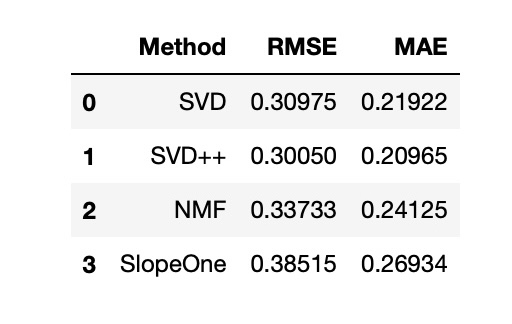 Method RMSE MAE
0 SVD 0.30975 0.21922
1 SVD++ 0.30050 0.20965
2 NMF 0.33733 0.24125
3 SlopeOne 0.38515 0.26934